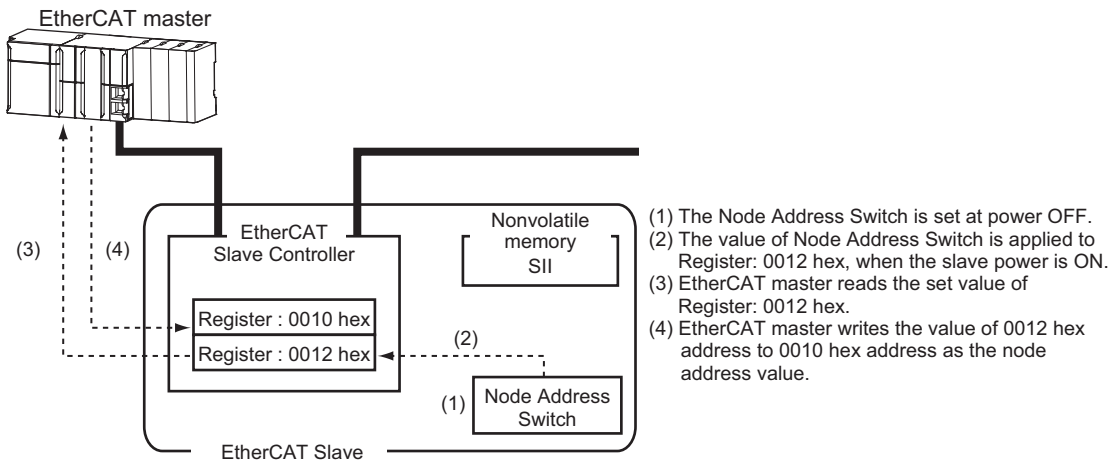 EtherCAT master
(3)
(4)
EtherCAT
Slave Controller
Register : 0010 hex
Register : 0012 hex
(2)
Nonvolatile
memory
SII
(1)
Node Address
Switch
EtherCAT Slave
(1) The Node Address Switch is set at power OFF.
(2) The value of Node Address Switch is applied to
Register: 0012 hex, when the slave power is ON.
(3) EtherCAT master reads the set value of
Register: 0012 hex.
(4) EtherCAT master writes the value of 0012 hex
address to 0010 hex address as the node
address value.